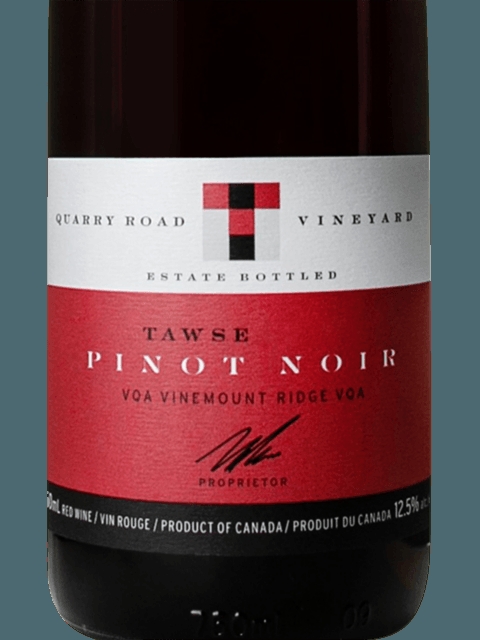 QUARRY ROAD T VINEYARD
ESTATE BOTTLED
TAWSE
PINOT NOIR
VQA VINEMOUNT RIDGE VQA
PROPRIETOR
RED WINE / VIN ROUGE / PRODUCT OF CANADA / PRODUIT DU CANADA 12.5%